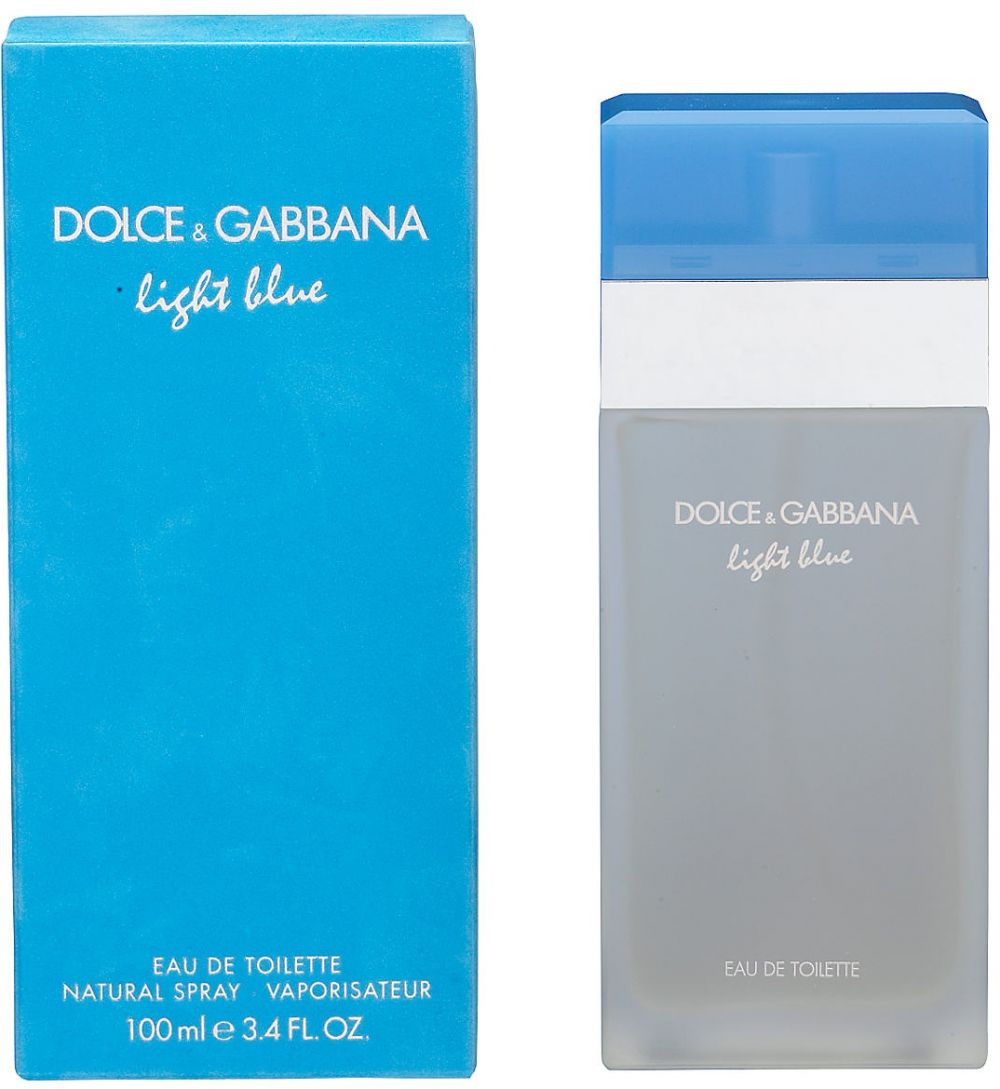 DOLCE & GABBANA
light blue
EAU DE TOILETTE
NATURAL SPRAY VAPORISATEUR
100 ml e 3.4 FL. OZ.
DOLCE & GABBANA
light blue
EAU DE TOILETTE